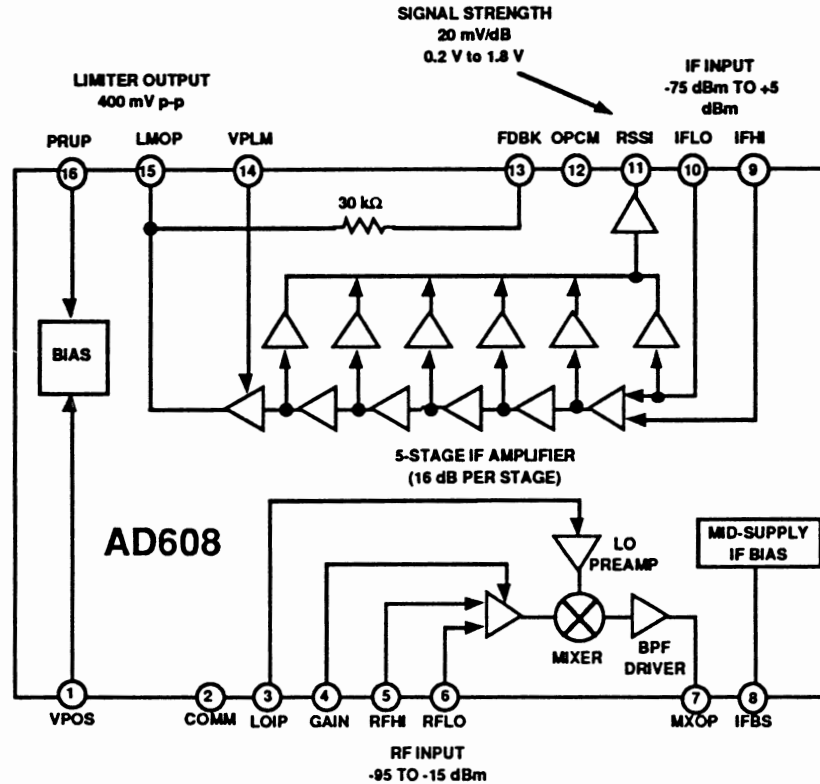 SIGNAL STRENGTH
20 mV/dB
0.2 V to 1.8 V
LIMITER OUTPUT
400 mV p-p
IF INPUT
-75 dBm TO +5
dBm
PRUP
LMOP
VPLM
FDBK
OPCM
RSSI
IFLO
IFHI
16
15
14
13
12
11
10
9
30 kΩ
BIAS
5-STAGE IF AMPLIFIER
(16 dB PER STAGE)
AD608
LO
PREAMP
MID-SUPPLY
IF BIAS
MIXER
BPF
DRIVER
1
2
3
4
5
6
7
8
VPOS
COMM
LOIP
GAIN
RFHI
RFLO
MXOP
IFBS
RF INPUT
-95 TO -15 dBm